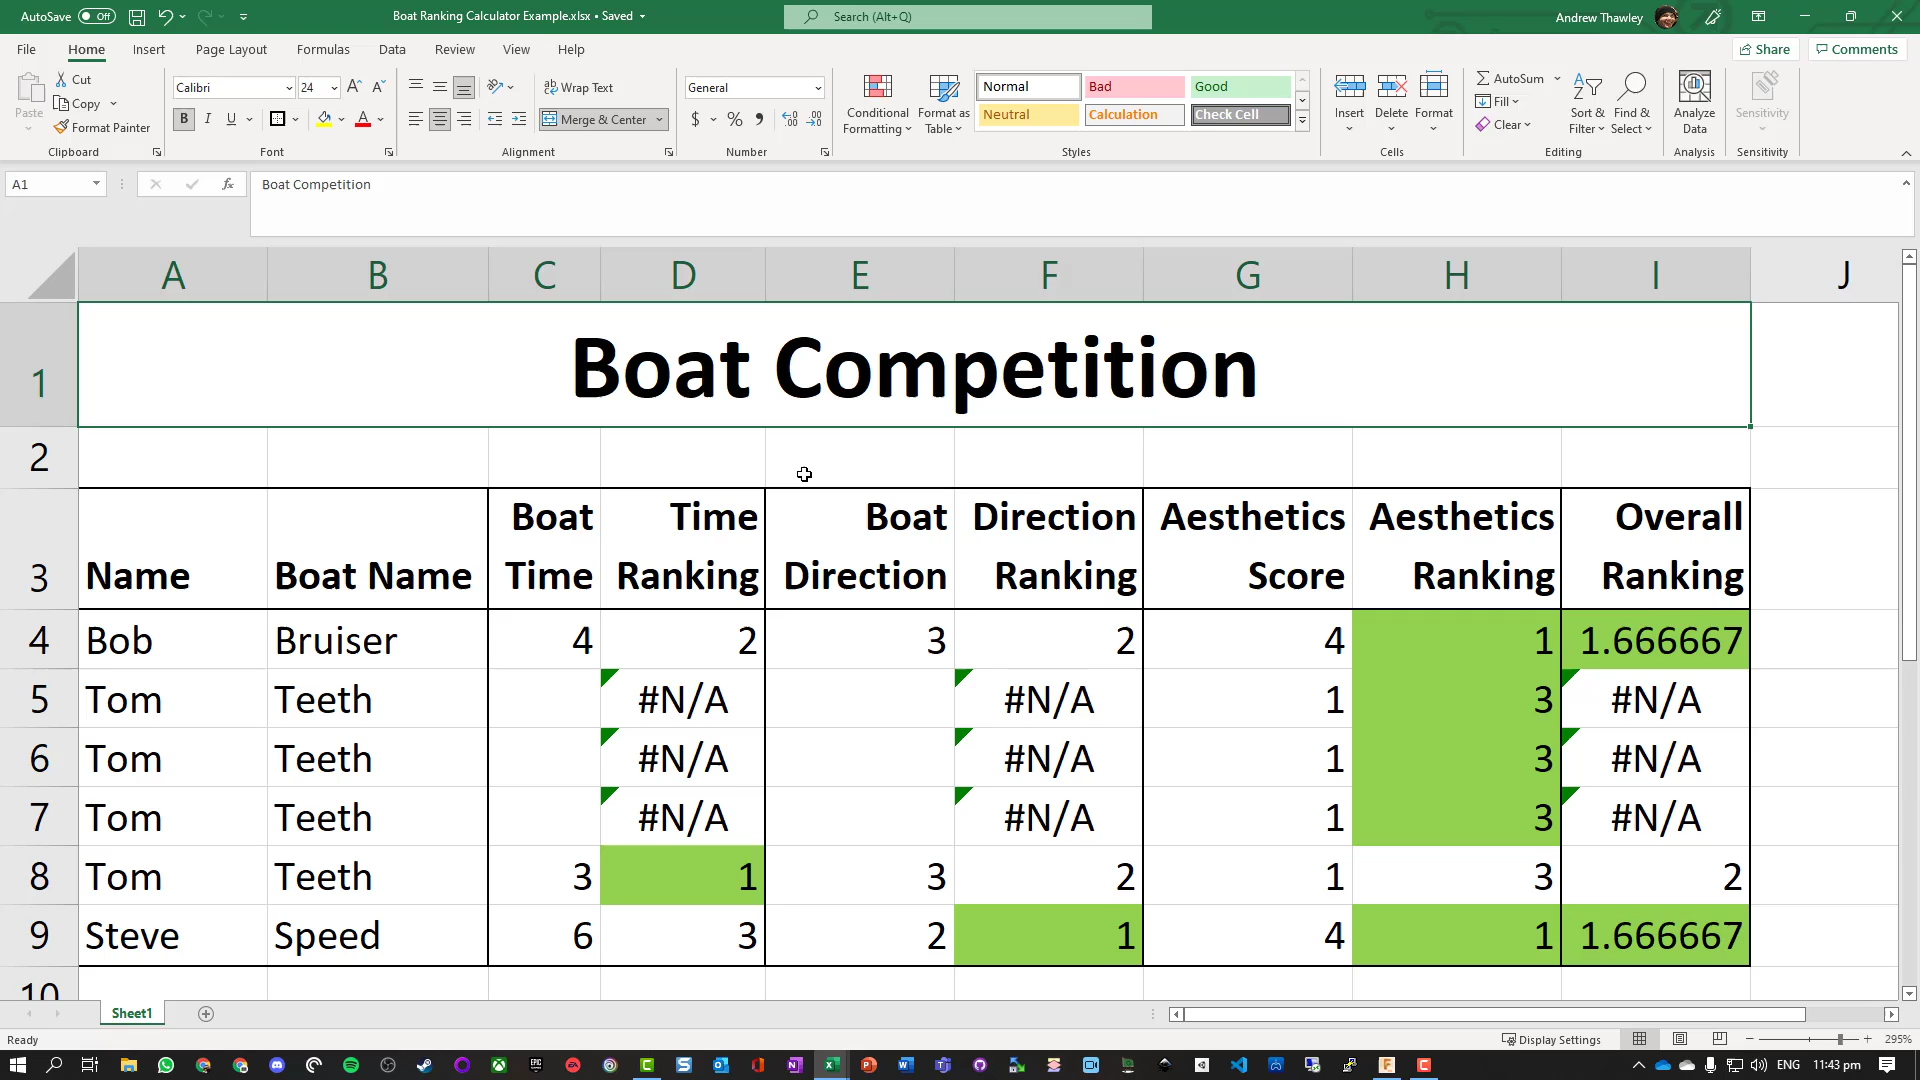 AutoSave Off Boat Ranking Calculator Example.xlsx • Saved Search (Alt+Q) Andrew Thawley
File Home Insert Page Layout Formulas Data Review View Help Share Comments
Paste
Cut
Copy
Format Painter
Clipboard
Calibri 24 A A
B I U A
Font
Wrap Text
Merge & Center
Alignment
General
$ % 9
Number
Conditional Formatting
Format as Table
Normal Bad Good
Neutral Calculation Check Cell
Styles
Insert Delete Format
Cells
AutoSum
Fill
Clear
Sort & Filter
Find & Select
Editing
Analyze Data
Analysis
Sensitivity
Sensitivity
A1 fx Boat Competition
A B C D E F G H I J
1 Boat Competition
2
3 Name Boat Name Boat Time Time Ranking Boat Direction Direction Ranking Aesthetics Score Aesthetics Ranking Overall Ranking
4 Bob Bruiser 4 2 3 2 4 1 1.666667
5 Tom Teeth #N/A #N/A 1 3 #N/A
6 Tom Teeth #N/A #N/A 1 3 #N/A
7 Tom Teeth #N/A #N/A 1 3 #N/A
8 Tom Teeth 3 1 3 2 1 3 2
9 Steve Speed 6 3 2 1 4 1 1.666667
10
Sheet1
Ready Display Settings 295%
ENG 11:43 pm